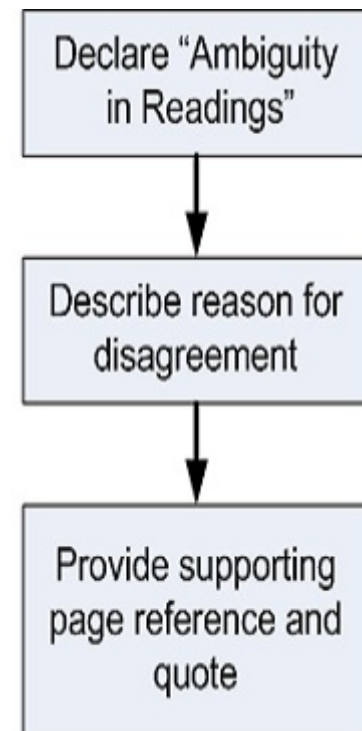 Declare “Ambiguity
in Readings”
Describe reason for
disagreement
Provide supporting
page reference and
quote